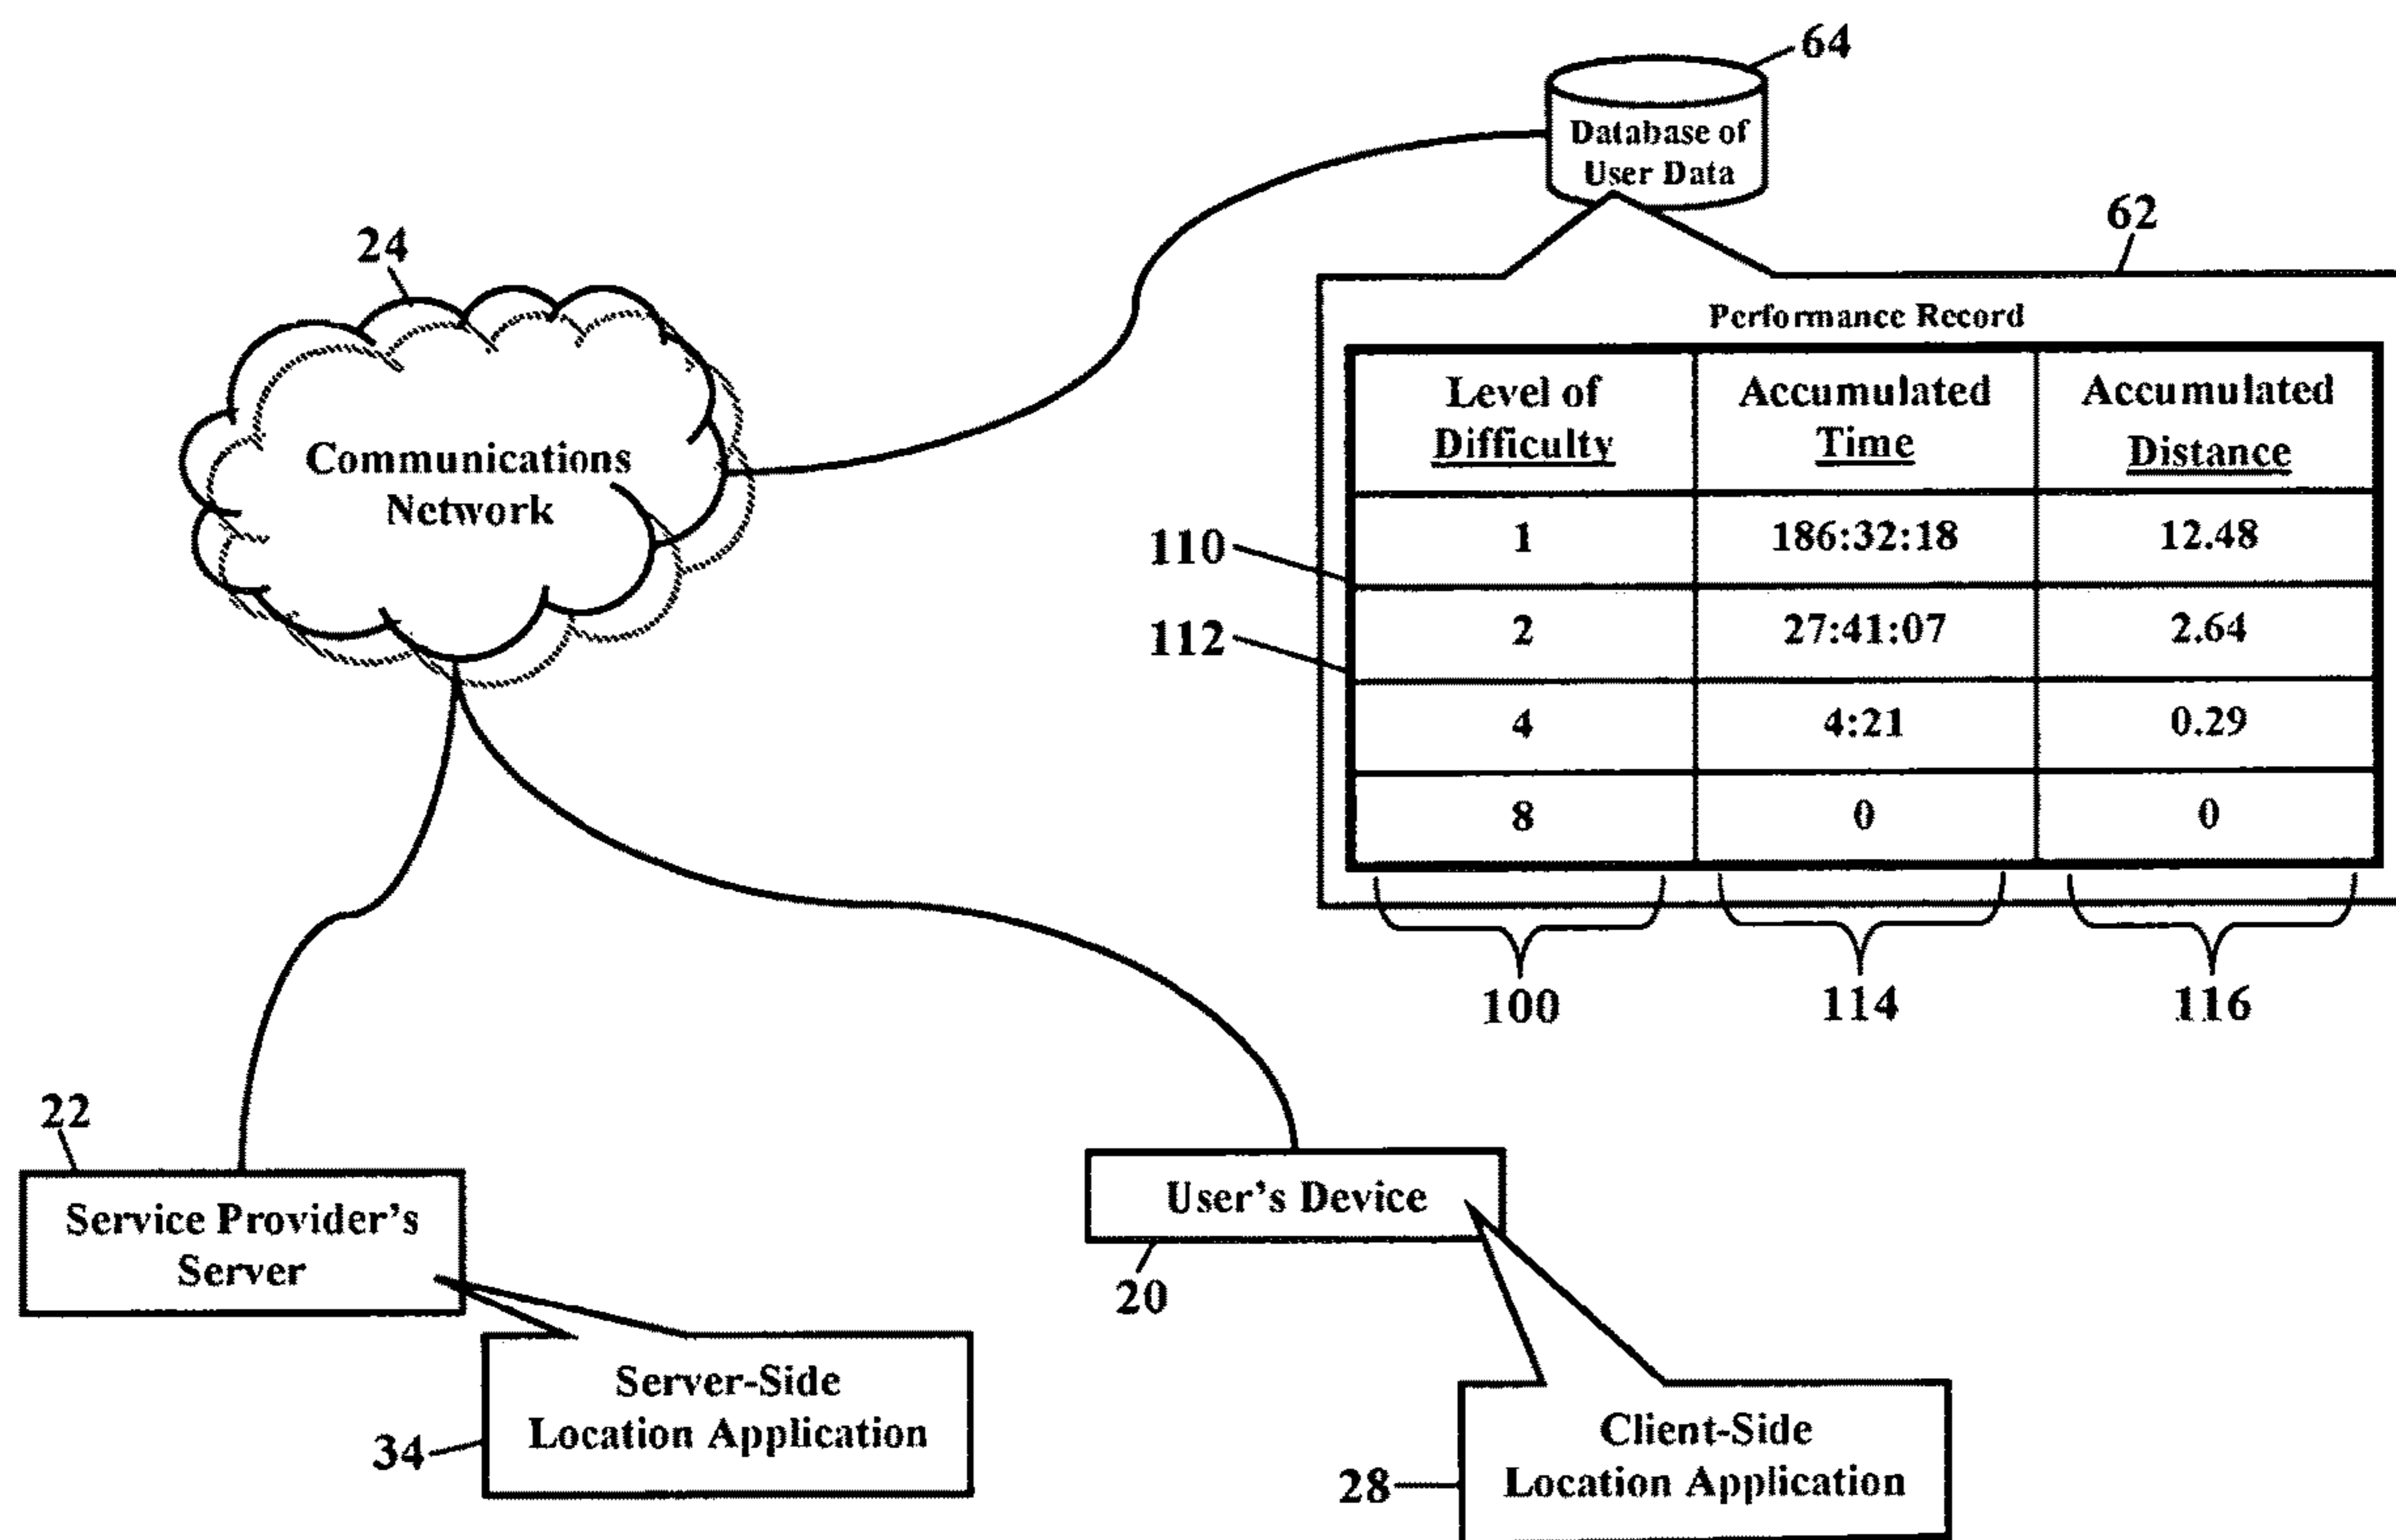 64
Database of
User Data
62
24
Performance Record
Level of Difficulty Accumulated Time Accumulated Distance
1 186:32:18 12.48
2 27:41:07 2.64
4 4:21 0.29
8 0 0
110
112
100 114 116
Communications
Network
22
Service Provider's
Server
User's Device
20
Server-Side
Location Application
34
Client-Side
Location Application
28